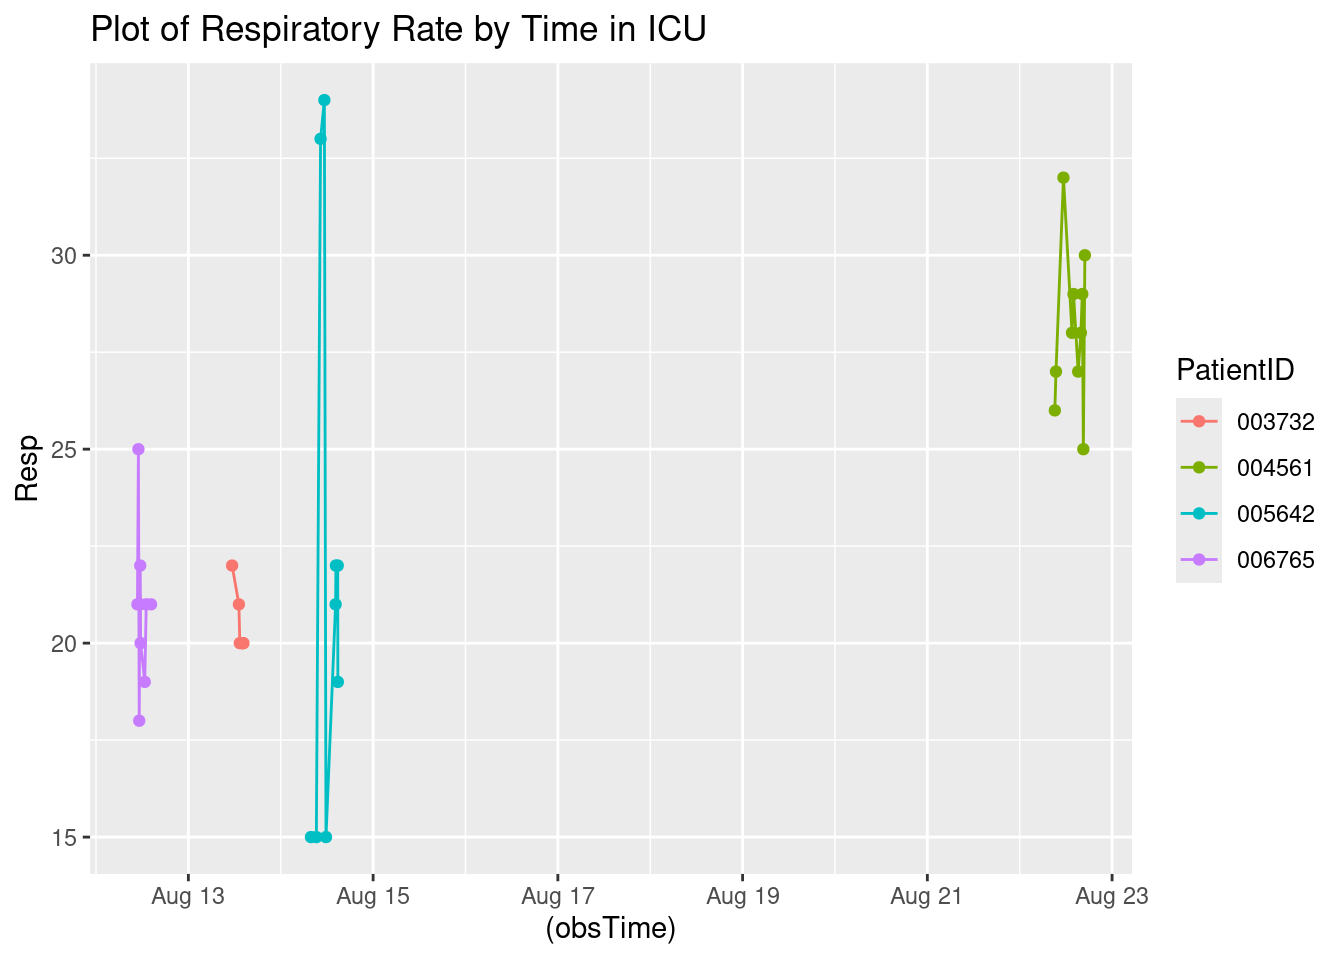 Plot of Respiratory Rate by Time in ICU
Resp
30
25
20
15
Aug 13 Aug 15 Aug 17 Aug 19 Aug 21 Aug 23
(obsTime)
PatientID
003732
004561
005642
006765